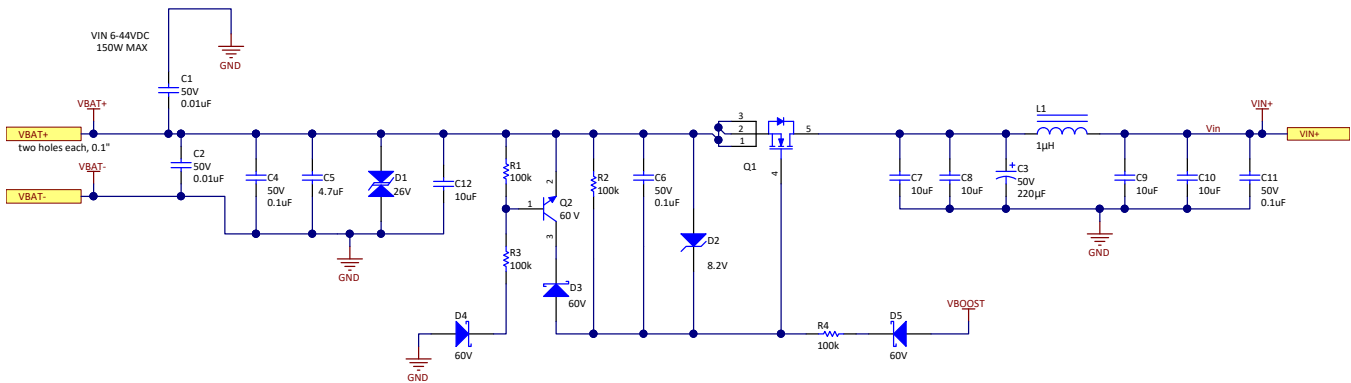 VIN 6-44VDC
150W MAX
GND
C1
50V
0.01uF
VBAT+
VBAT+
two holes each, 0.1"
VBAT-
VBAT-
C2
50V
0.01uF
C4
50V
0.1uF
C5
4.7uF
D1
26V
C12
10uF
GND
R1
100k
2
1
Q2
60 V
3
R3
100k
D3
60V
D4
60V
GND
R2
100k
C6
50V
0.1uF
D2
8.2V
3
2
1
Q1
5
4
R4
100k
D5
60V
VBOOST
C7
10uF
C8
10uF
C3
50V
220µF
L1
1µH
C9
10uF
C10
10uF
C11
50V
0.1uF
GND
Vin
VIN+
VIN+